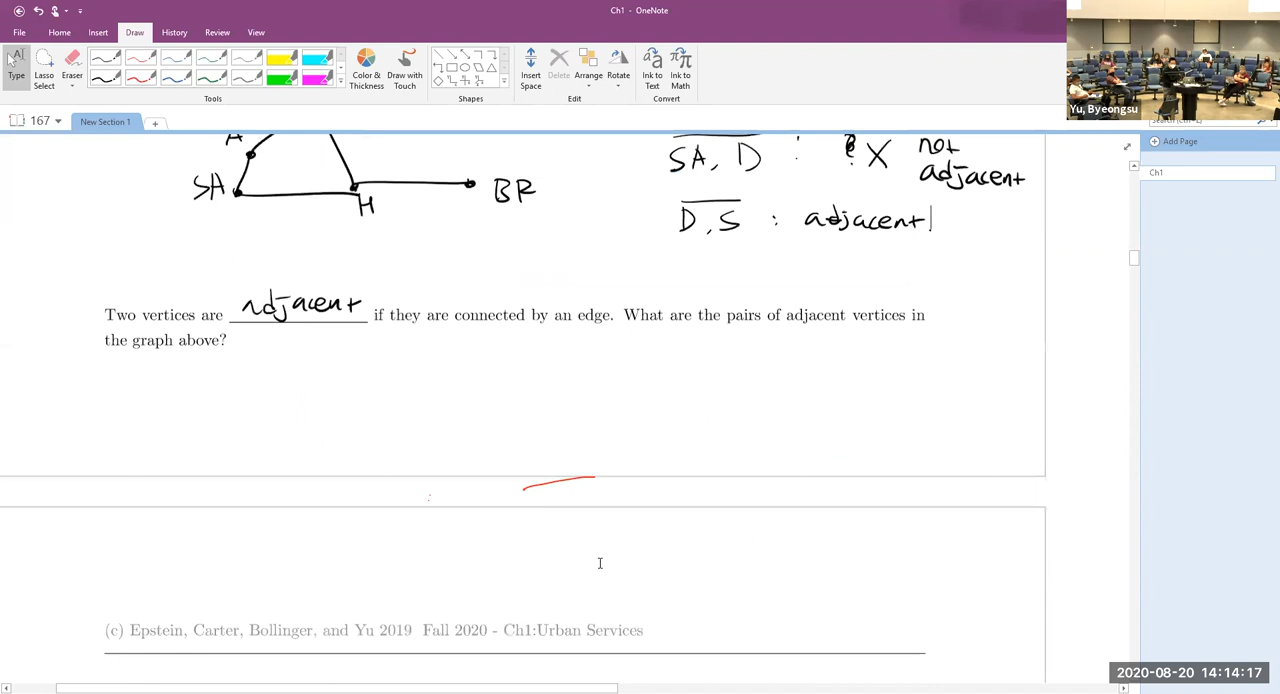 Ch1 - OneNote
File Home Insert Draw History Review View
Type Lasso Select Eraser Color & Thickness Draw with Touch Insert Space Delete Arrange Rotate Ink to Text Ink to Math
Tools Shapes Edit Convert
Yu, Byeongsu
167 New Section 1
Add Page
Ch1
A
SA
H
BR
SA, D : X not adjacent
D, S : adjacent
Two vertices are adjacent if they are connected by an edge. What are the pairs of adjacent vertices in
the graph above?
(c) Epstein, Carter, Bollinger, and Yu 2019 Fall 2020 - Ch1:Urban Services
2020-08-20 14:14:17